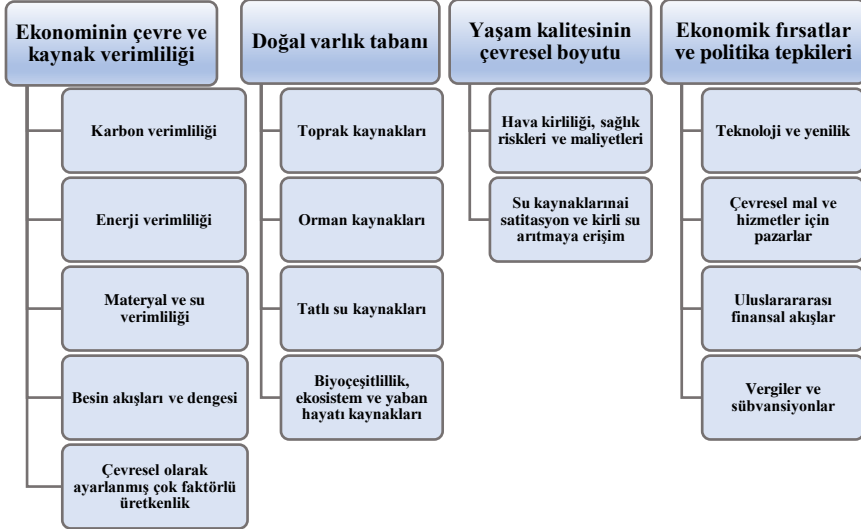 Ekonominin çevre ve
kaynak verimliliği
Karbon verimliliği
Enerji verimliliği
Materyal ve su
verimliliği
Besin akışları ve dengesi
Çevresel olarak
ayarlanmış çok faktörlü
üretkenlik
Doğal varlık tabanı
Toprak kaynakları
Orman kaynakları
Tatlı su kaynakları
Biyoçeşitlillik,
ekosistem ve yaban
hayatı kaynakları
Yaşam kalitesinin
çevresel boyutu
Hava kirliliği, sağlık
riskleri ve maliyetleri
Su kaynaklarınai
satitasyon ve kirli su
arıtmaya erişim
Ekonomik fırsatlar
ve politika tepkileri
Teknoloji ve yenilik
Çevresel mal ve
hizmetler için
pazarlar
Uluslarararası
finansal akışlar
Vergiler ve
sübvansiyonlar